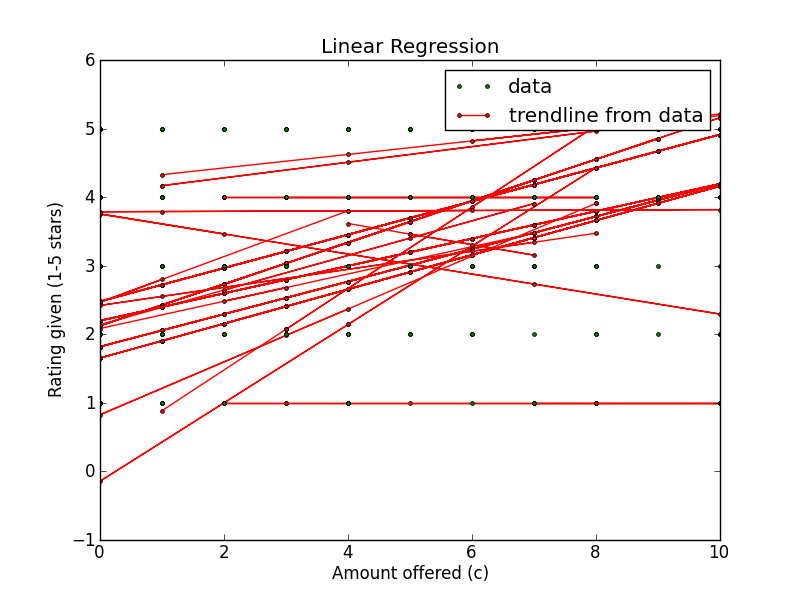 Linear Regression
6
data
trendline from data
5
4
3
2
1
0
−1
0 2 4 6 8 10
Rating given (1-5 stars)
Amount offered (c)